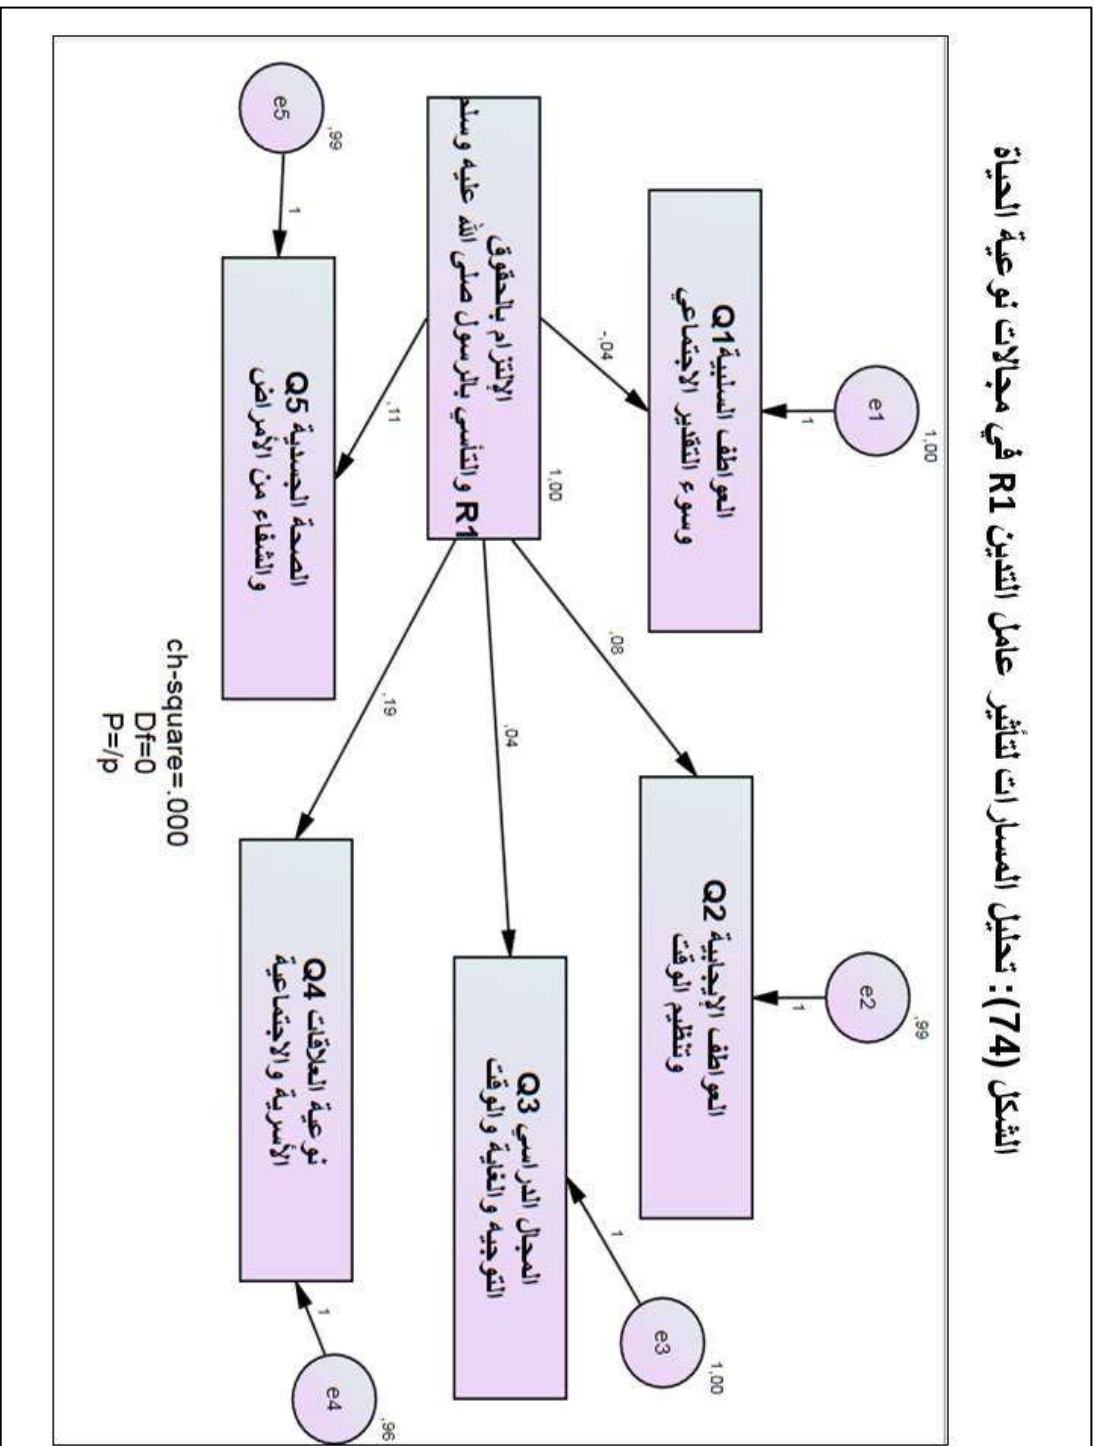 الشكل (74): تحليل المسارات لتأثير عامل التدين R1 في مجالات نوعية الحياة
e1
1,00
1
العواطف السلبية Q1
وسوء التقدير الاجتماعي
-,04
1,00
الإلتزام بالحقوق
R1 والتأسي بالرسول صلى الله عليه وسلم
,99
e5
1
,11
الصحة الجسدية Q5
والشفاء من الأمراض
,08
,99
e2
1
العواطف الإيجابية Q2
وتنظيم الوقت
,04
المجال الدراسي Q3
التوجيه والغاية والوقت
1
e3
1,00
,19
نوعية العلاقات Q4
الأسرية والاجتماعية
1
e4
,96
ch-square=.000
Df=0
P=/p